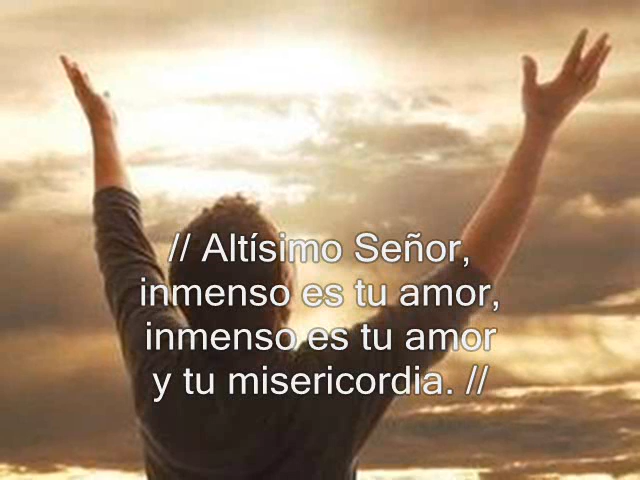 // Altísimo Señor,
inmenso es tu amor,
inmenso es tu amor
y tu misericordia. //